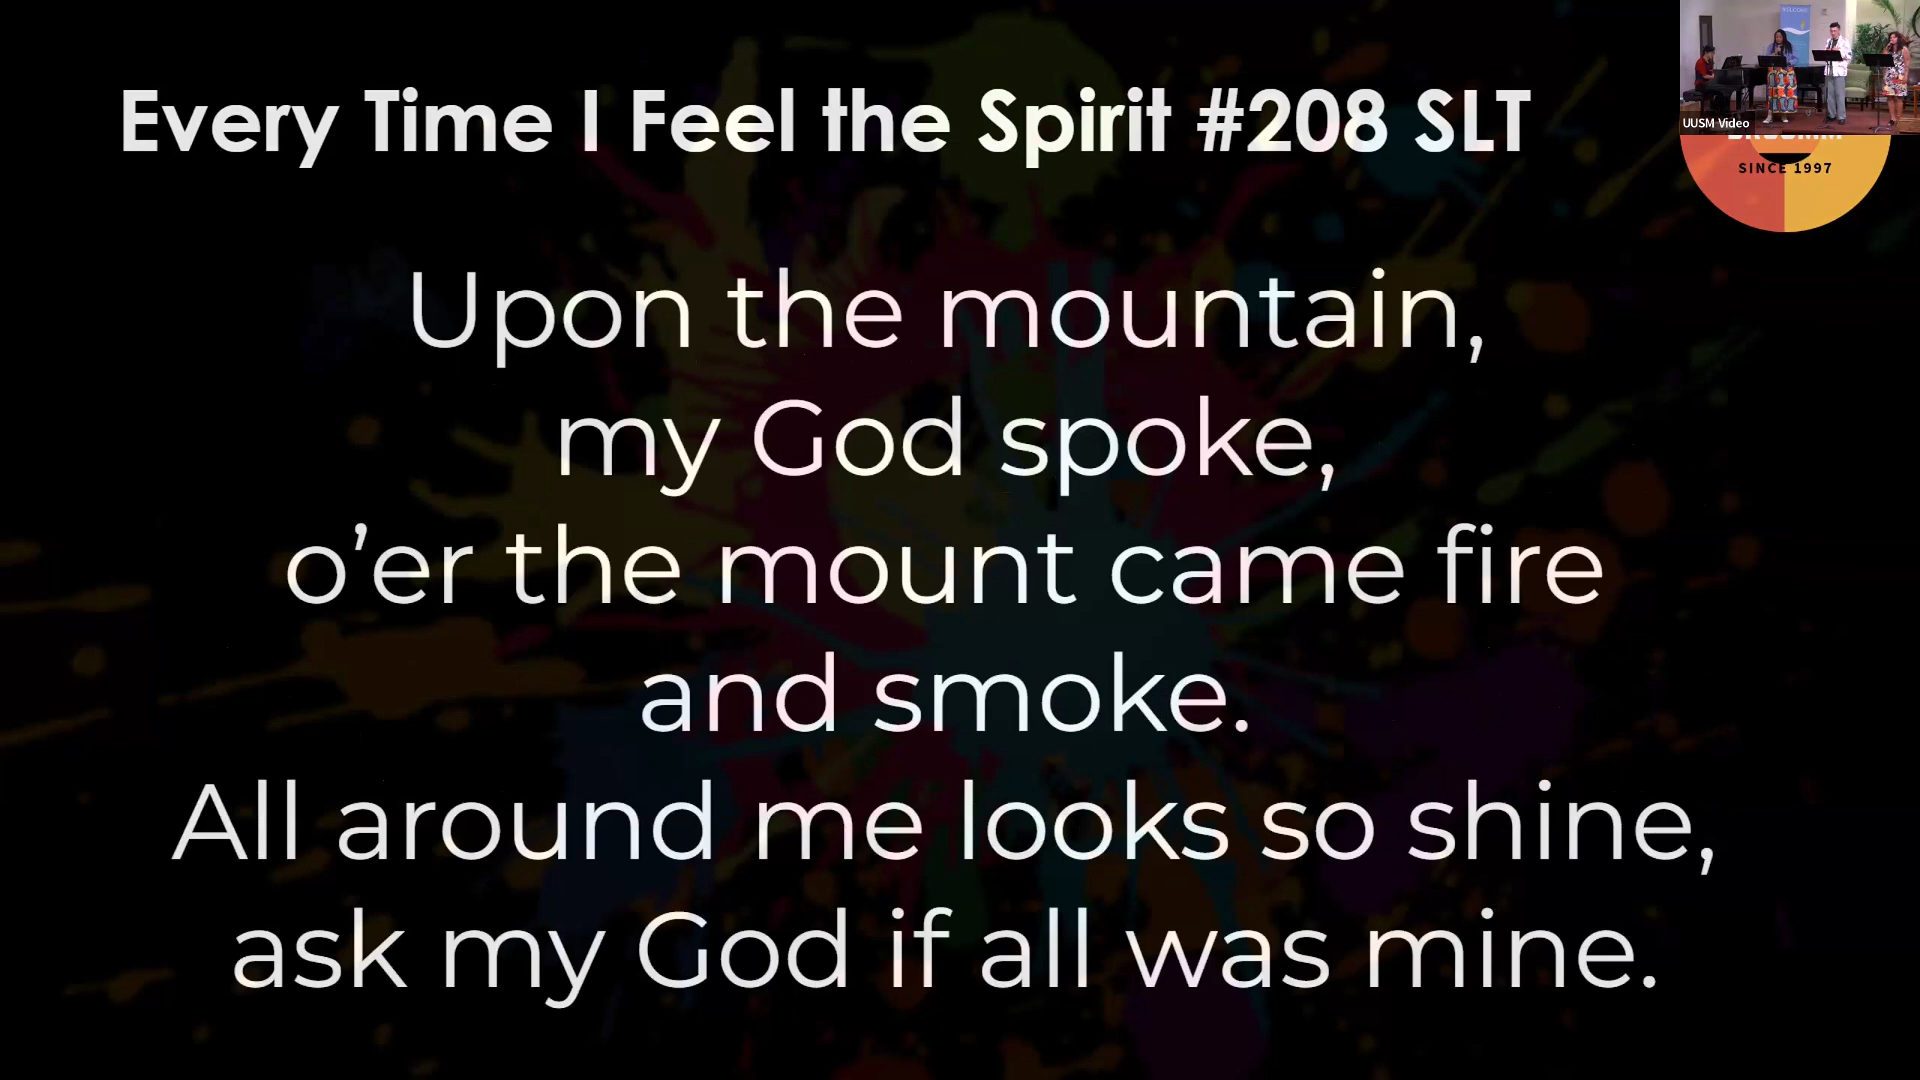 Every Time I Feel the Spirit #208 SLT
WELCOME
UUSM Video
SINCE 1997
Upon the mountain,
my God spoke,
o’er the mount came fire
and smoke.
All around me looks so shine,
ask my God if all was mine.